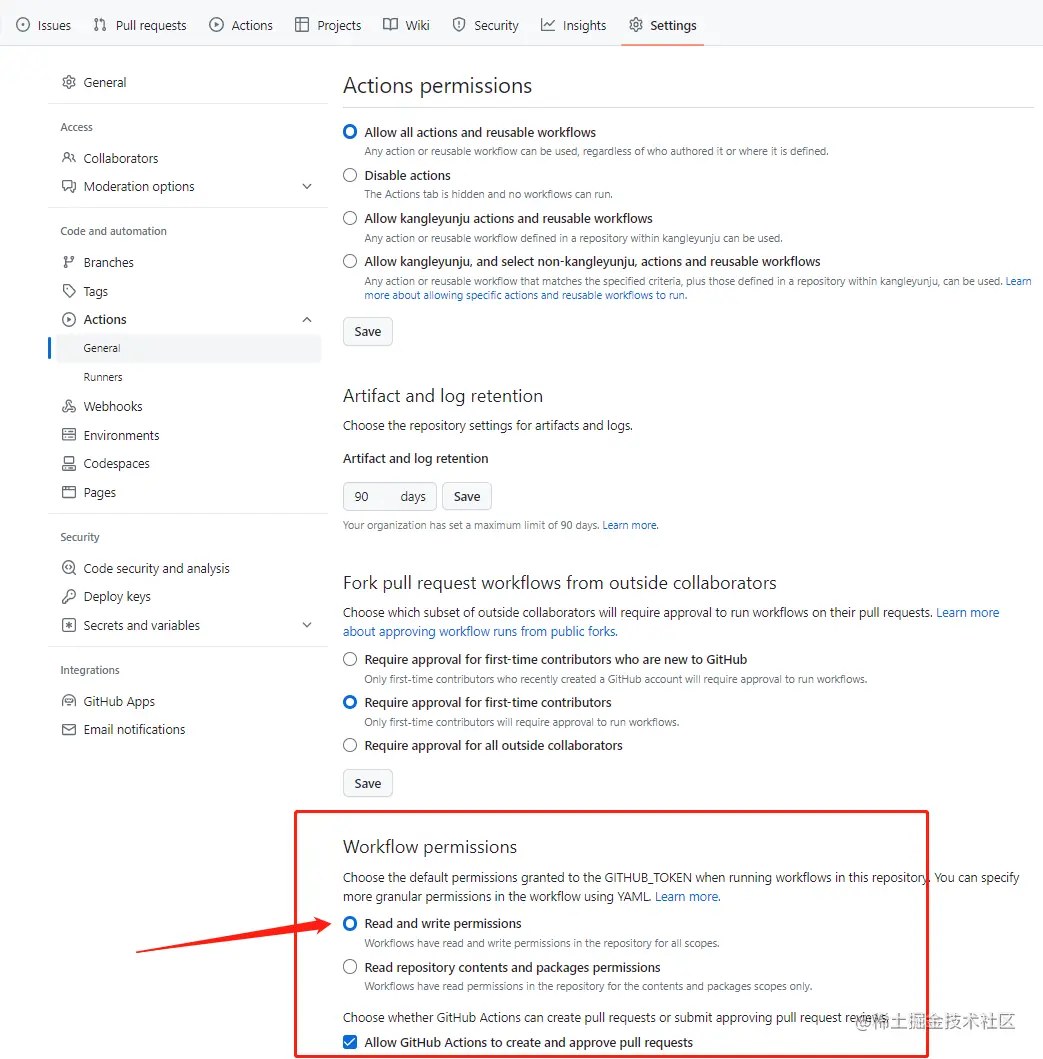 Issues
Pull requests
Actions
Projects
Wiki
Security
Insights
Settings
General
Access
Collaborators
Moderation options
Code and automation
Branches
Tags
Actions
General
Runners
Webhooks
Environments
Codespaces
Pages
Security
Code security and analysis
Deploy keys
Secrets and variables
Integrations
GitHub Apps
Email notifications
Actions permissions
Allow all actions and reusable workflows
Any action or reusable workflow can be used, regardless of who authored it or where it is defined.
Disable actions
The Actions tab is hidden and no workflows can run.
Allow kangleyunju actions and reusable workflows
Any action or reusable workflow defined in a repository within kangleyunju can be used.
Allow kangleyunju, and select non-kangleyunju, actions and reusable workflows
Any action or reusable workflow that matches the specified criteria, plus those defined in a repository within kangleyunju, can be used. Learn
more about allowing specific actions and reusable workflows to run.
Save
Artifact and log retention
Choose the repository settings for artifacts and logs.
Artifact and log retention
90 days Save
Your organization has set a maximum limit of 90 days. Learn more.
Fork pull request workflows from outside collaborators
Choose which subset of outside collaborators will require approval to run workflows on their pull requests. Learn more
about approving workflow runs from public forks.
Require approval for first-time contributors who are new to GitHub
Only first-time contributors who recently created a GitHub account will require approval to run workflows.
Require approval for first-time contributors
Only first-time contributors will require approval to run workflows.
Require approval for all outside collaborators
Save
Workflow permissions
Choose the default permissions granted to the GITHUB_TOKEN when running workflows in this repository. You can specify
more granular permissions in the workflow using YAML. Learn more.
Read and write permissions
Workflows have read and write permissions in the repository for all scopes.
Read repository contents and packages permissions
Workflows have read permissions in the repository for the contents and packages scopes only.
Choose whether GitHub Actions can create pull requests or submit approving pull request reviews.
@稀土掘金技术社区
Allow GitHub Actions to create and approve pull requests